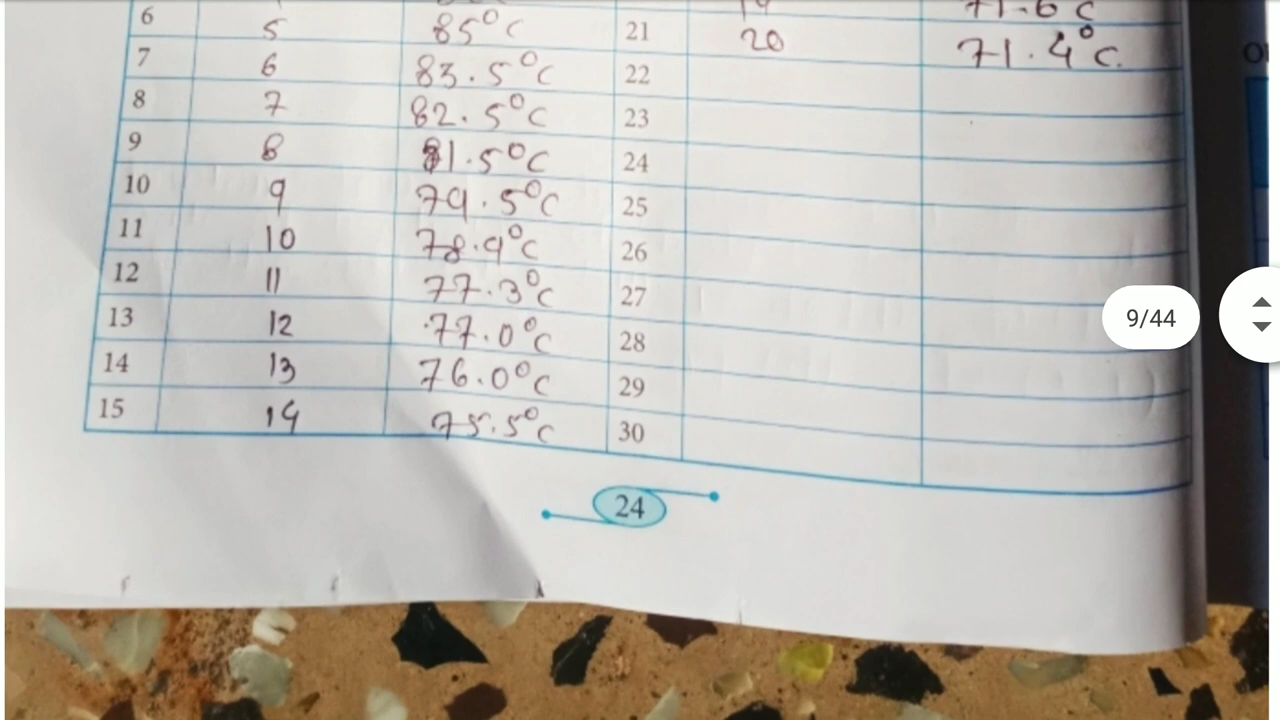 6 5 85°C 21 20 71.4°C.
7 6 83.5°C 22
8 7 82.5°C 23
9 8 81.5°C 24
10 9 79.5°C 25
11 10 78.9°C 26
12 11 77.3°C 27
13 12 77.0°C 28
14 13 76.0°C 29
15 14 75.5°C 30
24
9/44